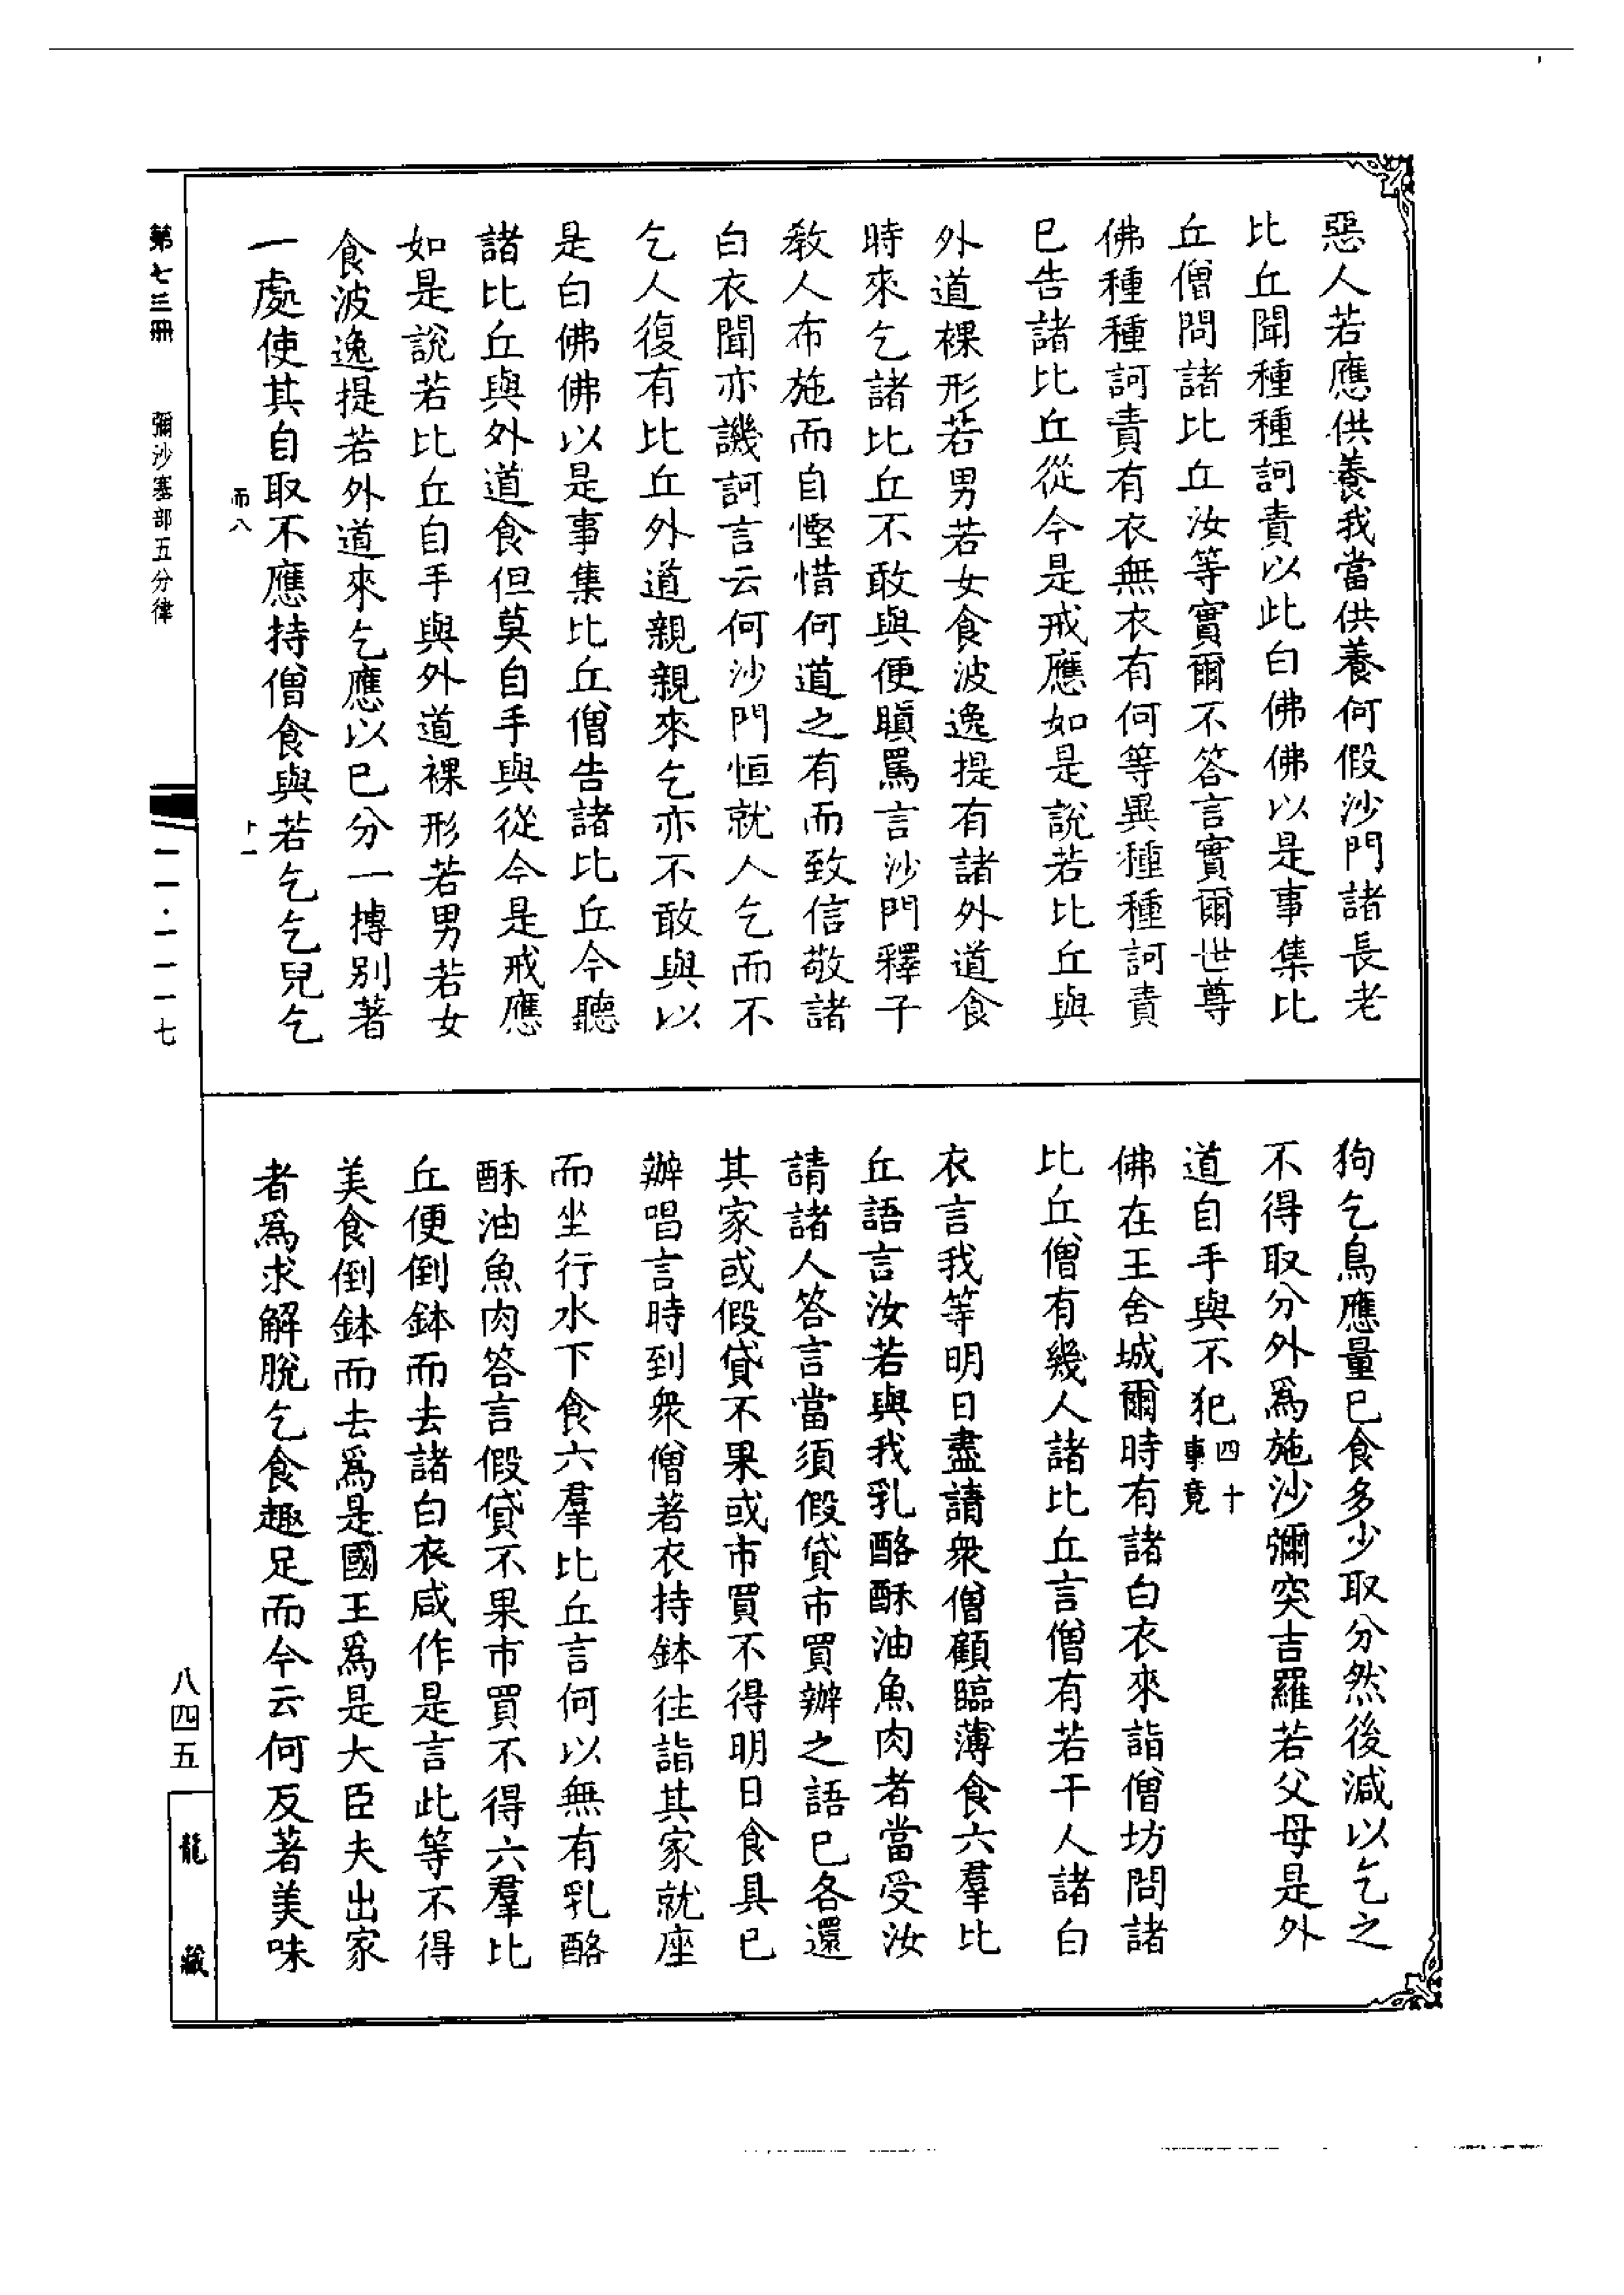 惡人若應供養我當供養何假沙門諸長老
比丘聞種種訶責以此白佛佛以是事集比
丘僧問諸比丘汝等實爾不答言實爾世尊
佛種種訶責有衣無衣有何等異種種訶責
已告諸比丘從今是戒應如是說若比丘與
外道裸形若男若女食波逸提有諸外道食
時來乞諸比丘不敢與便瞋罵言沙門釋子
教人布施而自慳惜何道之有而致信敬諸
白衣聞亦譏訶言云何沙門恒就人乞而不
乞人復有比丘外道親親來乞亦不敢與以
是白佛佛以是事集比丘僧告諸比丘今聽
諸比丘與外道食但莫自手與從今是戒應
如是說若比丘自手與外道裸形若男若女
食波逸提若外道來乞應以已分一摶別著
一處使其自取不應持僧食與若乞乞兒乞
狗乞鳥應量已食多少取分然後減以乞之
不得取分外爲施沙彌突吉羅若父母是外
道自手與不犯四十事竟
佛在王舍城爾時有諸白衣來詣僧坊問諸
比丘僧有幾人諸比丘言僧有若干人諸白
衣言我等明日盡請衆僧顧臨薄食六羣比
丘語言汝若與我乳酪酥油魚肉者當受汝
請諸人答言當須假貸市買辦之語已各還
其家或假貸不果或市買不得明日食具已
辦唱言時到衆僧著衣持鉢往詣其家就座
而坐行水下食六羣比丘言何以無有乳酪
酥油魚肉答言假貸不果市買不得六羣比
丘便倒鉢而去諸白衣咸作是言此等不得
美食倒鉢而去爲是國王爲是大臣夫出家
者爲求解脫乞食趣足而今云何反著美味
第七三冊
彌沙塞部五分律
而八
一一·一一一七
八四五
龍藏